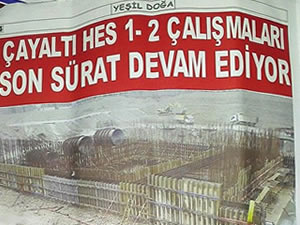 YEŞİL DOĞA
ÇAYALTI HES 1-2 ÇALIŞMALARI
SON SÜRAT DEVAM EDİYOR